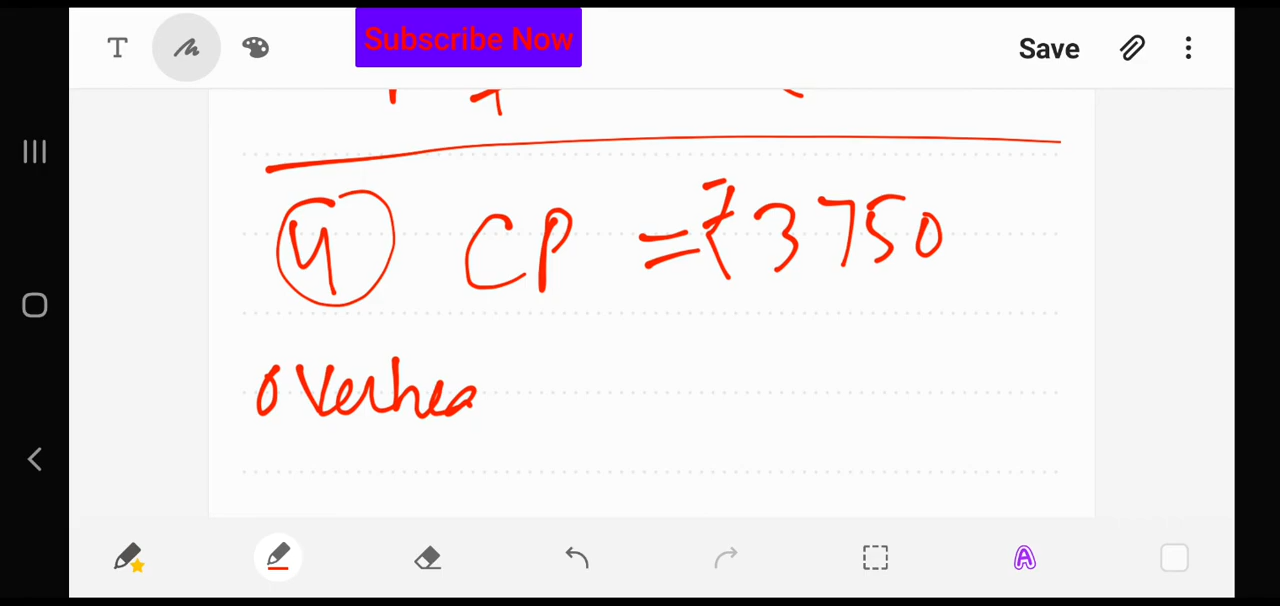 T Subscribe Now Save
④ CP = ₹3750
overhea
A